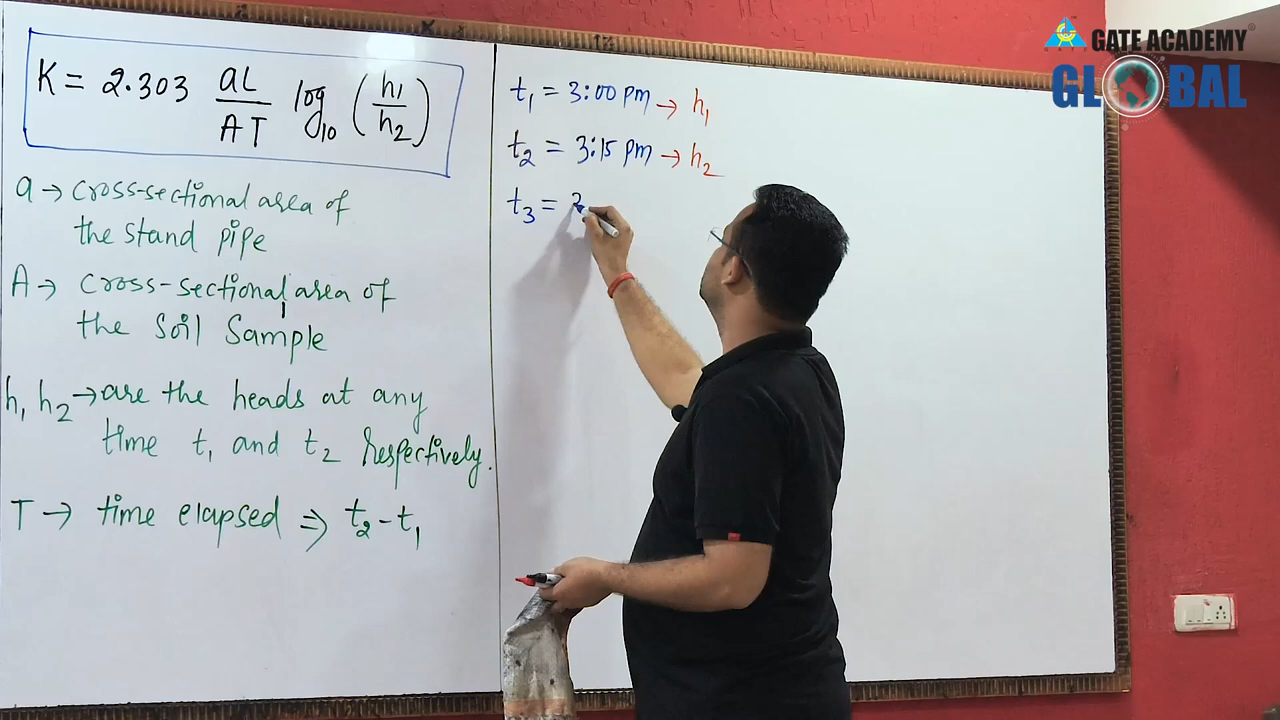 K = 2.303 aL/AT log10 (h1/h2)
a → cross-sectional area of
the stand pipe
A → cross-sectional area of
the soil Sample
h1 h2 → are the heads at any
time t1 and t2 Respectively.
T → time elapsed ⇒ t2 - t1
t1 = 3:00 pm → h1
t2 = 3:15 pm → h2
t3 = 3
GATE ACADEMY
GLOBAL